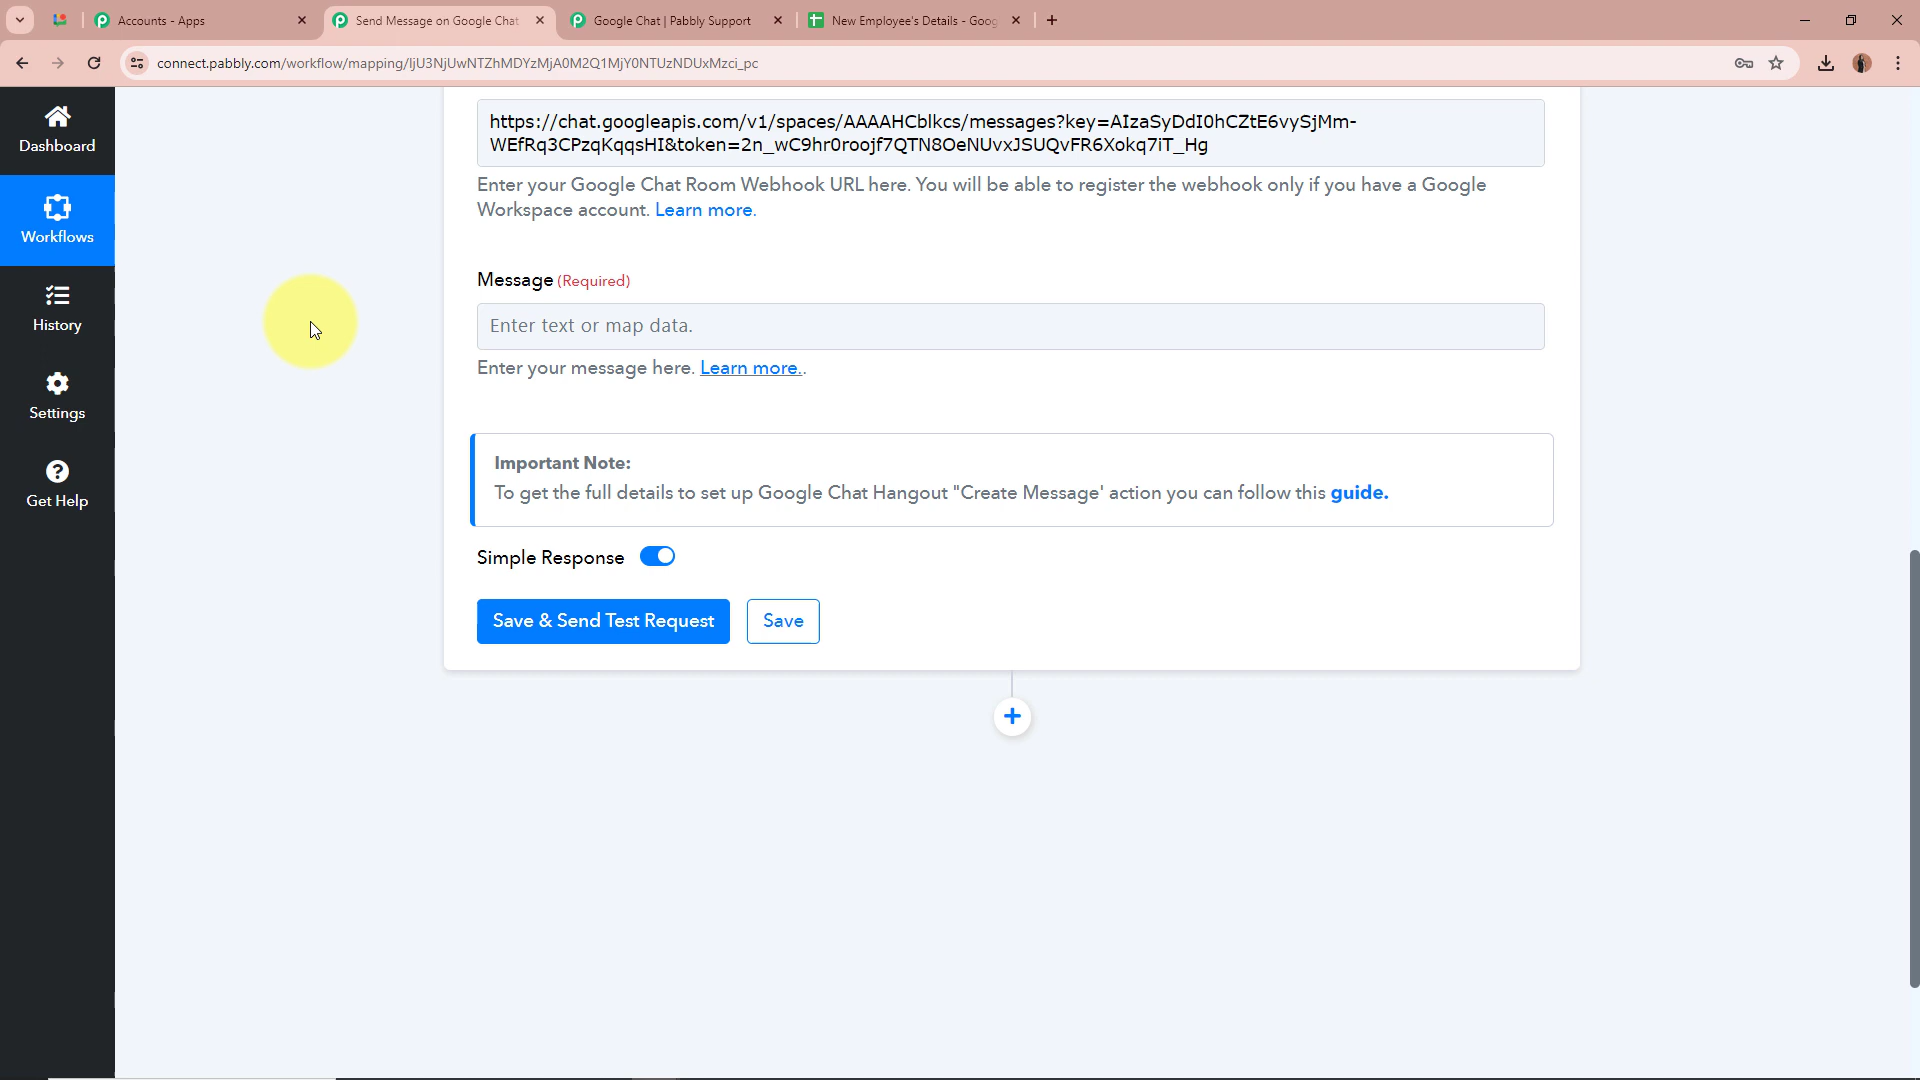 Accounts - Apps
Send Message on Google Chat
Google Chat | Pabbly Support
New Employee's Details - Goog
connect.pabbly.com/workflow/mapping/IjU3NjUwNTZhMDYzMjA0M2Q1MjY0NTUzNDUxMzci_pc
Dashboard
Workflows
History
Settings
Get Help
https://chat.googleapis.com/v1/spaces/AAAAHCblkcs/messages?key=AIzaSyDdI0hCZtE6vySjMm-
WEfRq3CPzqKqqsHI&token=2n_wC9hr0roojf7QTN8OeNUvxJSUQvFR6Xokq7iT_Hg
Enter your Google Chat Room Webhook URL here. You will be able to register the webhook only if you have a Google
Workspace account. Learn more.
Message (Required)
Enter text or map data.
Enter your message here. Learn more..
Important Note:
To get the full details to set up Google Chat Hangout "Create Message' action you can follow this guide.
Simple Response
Save & Send Test Request
Save